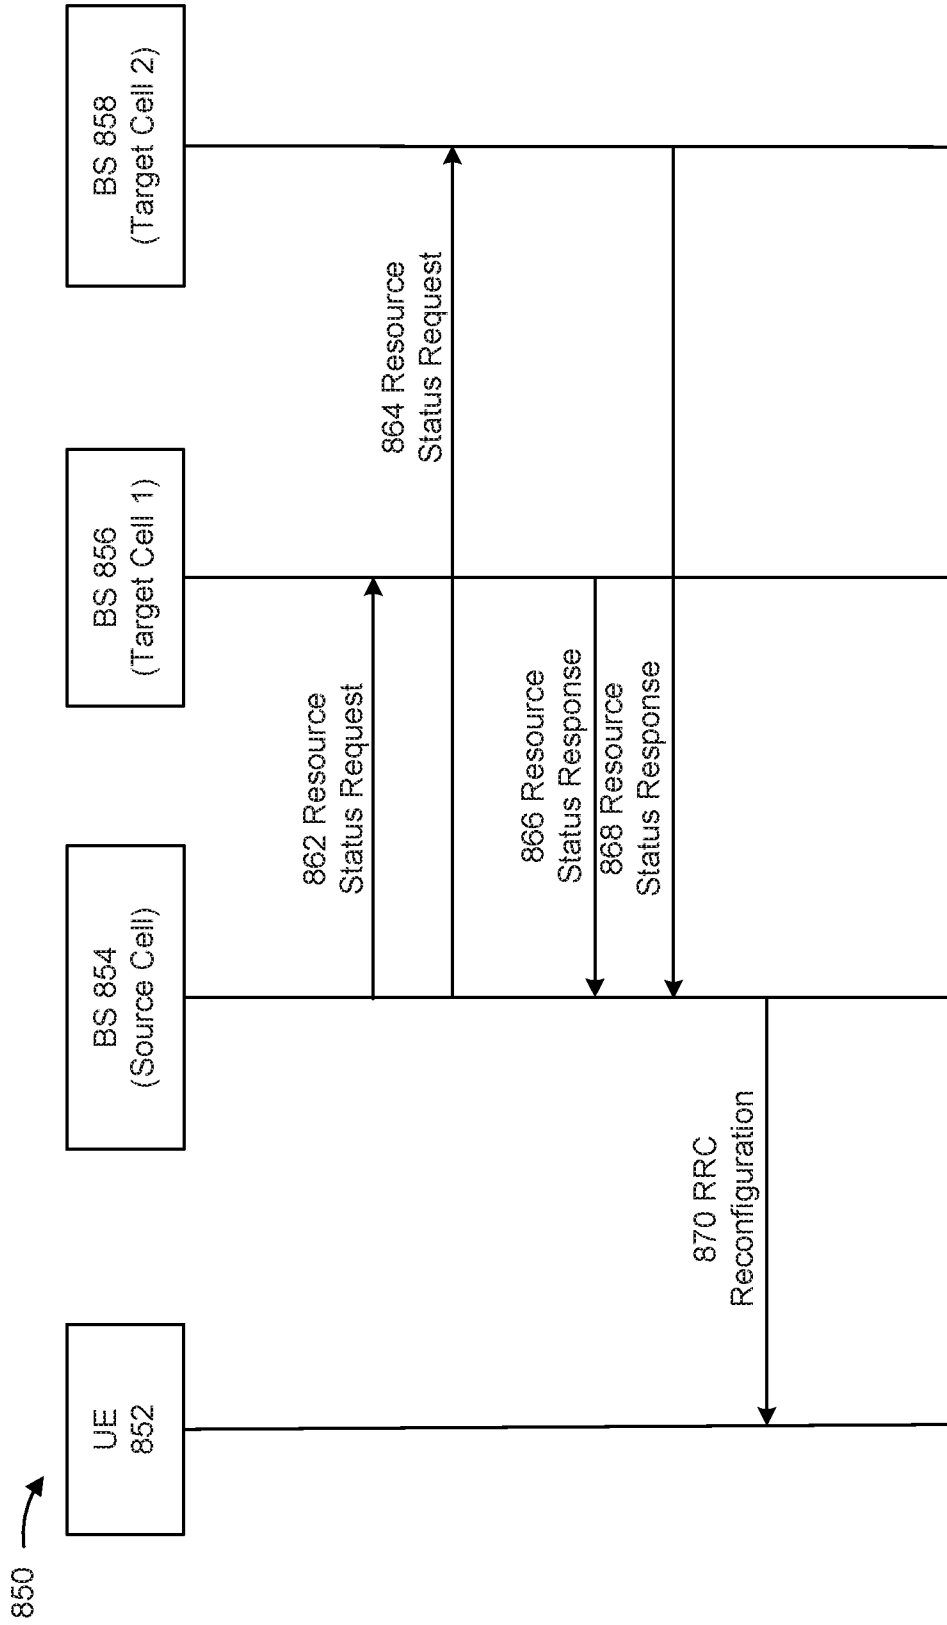 850
UE
852
BS 854
(Source Cell)
BS 856
(Target Cell 1)
BS 858
(Target Cell 2)
862 Resource
Status Request
864 Resource
Status Request
866 Resource
Status Response
868 Resource
Status Response
870 RRC
Reconfiguration